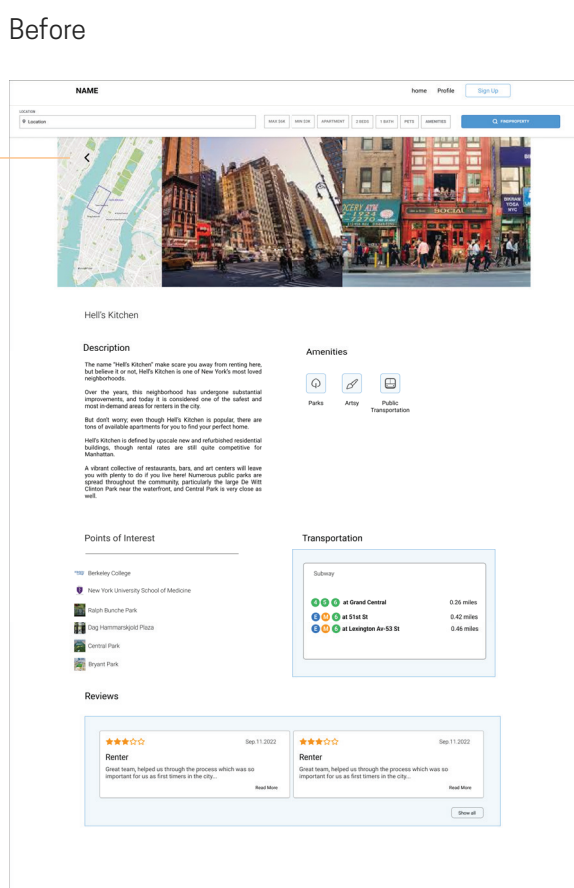 Before
NAME
home Profile Sign Up
LOCATION
Location
MAX $$$ MIN $$$ APARTMENT 2 BEDS 1 BATH PETS AMENITIES
FIND PROPERTY
GROCERY ATM
SOCIAL
BIKRAM
YOGA
NYC
Hell's Kitchen
Description
The name "Hell's Kitchen" make scare you away from renting here,
but believe it or not, Hell's Kitchen is one of New York's most loved
neighborhoods.
Over the years, this neighborhood has undergone substantial
improvements, and today it is considered one of the safest and
most in-demand areas for renters in the city.
But don't worry; even though Hell's Kitchen is popular, there are
tons of available apartments for you to find your perfect home.
Hell's Kitchen is defined by upscale new and refurbished residential
buildings, though rental rates are still quite competitive for
Manhattan.
A vibrant collective of restaurants, bars, and art centers will leave
you with plenty to do if you live here! Numerous public parks are
spread throughout the community, particularly the large De Witt
Clinton Park near the waterfront, and Central Park is very close as
well.
Amenities
Parks Artsy Public
Transportation
Points of Interest
Berkeley College
New York University School of Medicine
Ralph Bunche Park
Dag Hammarskjold Plaza
Central Park
Bryant Park
Transportation
Subway
4 5 6 at Grand Central 0.26 miles
E M 6 at 51st St 0.42 miles
E M 6 at Lexington Av-53 St 0.46 miles
Reviews
Sep.11.2022
Renter
Great team, helped us through the process which was so
important for us as first timers in the city...
Read More
Sep.11.2022
Renter
Great team, helped us through the process which was so
important for us as first timers in the city...
Read More
Show all